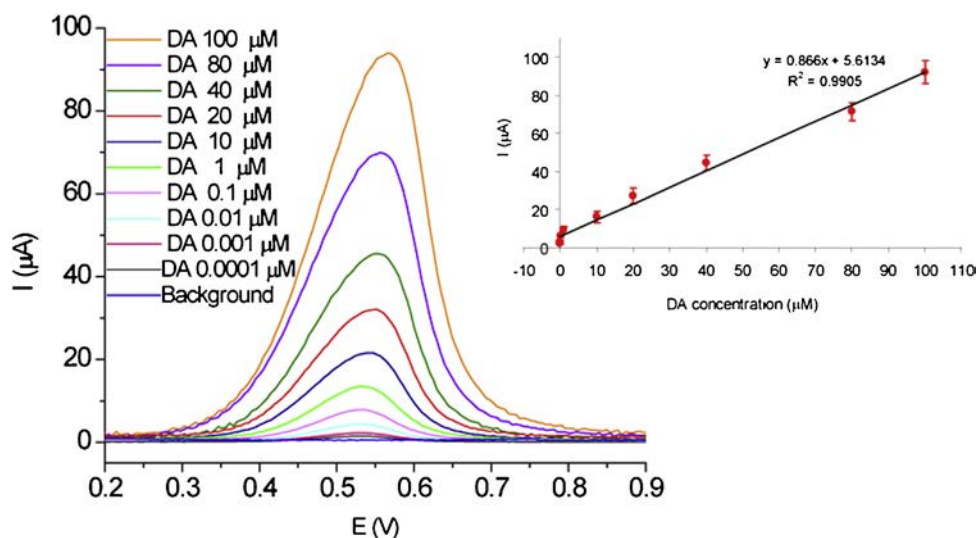 100
80
60
40
20
0
I (µA)
DA 100 µM
DA 80 µM
DA 40 µM
DA 20 µM
DA 10 µM
DA 1 µM
DA 0.1 µM
DA 0.01 µM
DA 0.001 µM
DA 0.0001 µM
Background
0.2 0.3 0.4 0.5 0.6 0.7 0.8 0.9
E (V)
100
80
60
40
20
0
I (µA)
y = 0.866x + 5.6134
R² = 0.9905
-10 0 10 20 30 40 50 60 70 80 90 100 110
DA concentration (µM)